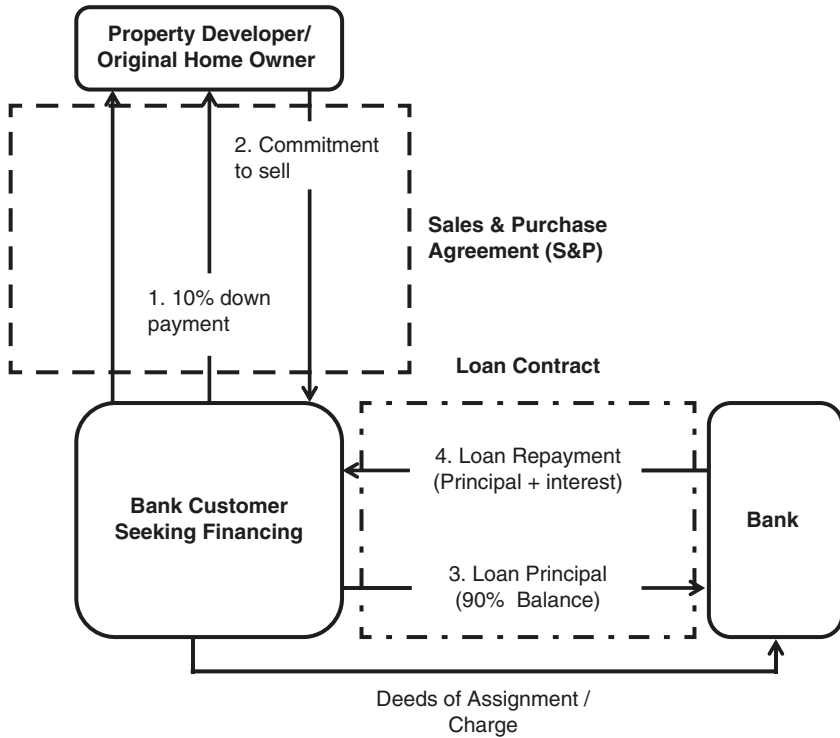 Property Developer/
Original Home Owner
2. Commitment
to sell
Sales & Purchase
Agreement (S&P)
1. 10% down
payment
Loan Contract
4. Loan Repayment
(Principal + interest)
Bank Customer
Seeking Financing
Bank
3. Loan Principal
(90% Balance)
Deeds of Assignment /
Charge